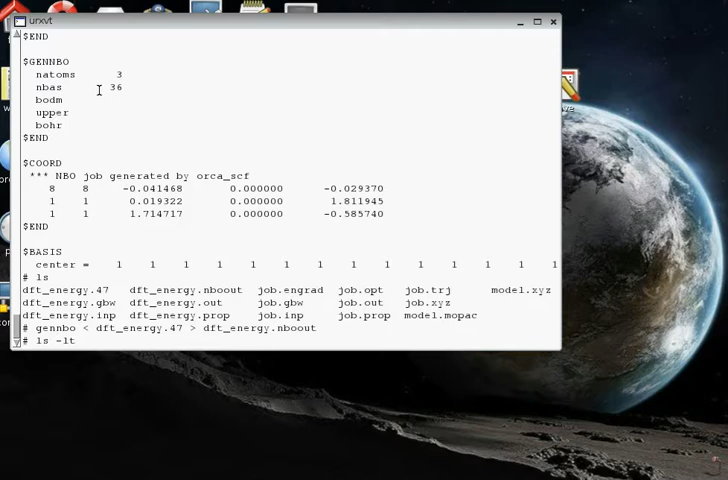 urxvt
$END
$GENNBO
natoms 3
nbas 36
bodm
upper
bohr
$END
$COORD
*** NBO job generated by orca_scf
8 8 -0.041468 0.000000 -0.029370
1 1 0.019322 0.000000 1.811945
1 1 1.714717 0.000000 -0.585740
$END
$BASIS
center = 1 1 1 1 1 1 1 1 1 1 1 1 1 1
# ls
dft_energy.47 dft_energy.nboout job.engrad job.opt job.trj model.xyz
dft_energy.gbw dft_energy.out job.gbw job.out job.xyz
dft_energy.inp dft_energy.prop job.inp job.prop model.mopac
# gennbo < dft_energy.47 > dft_energy.nboout
# ls -lt